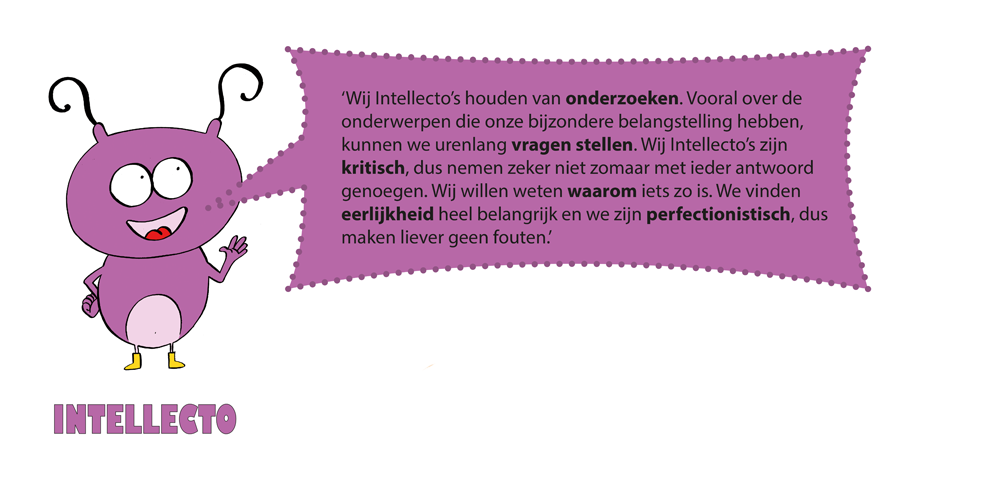 ‘Wij Intellecto’s houden van onderzoeken. Vooral over de
onderwerpen die onze bijzondere belangstelling hebben,
kunnen we urenlang vragen stellen. Wij Intellecto’s zijn
kritisch, dus nemen zeker niet zomaar met ieder antwoord
genoegen. Wij willen weten waarom iets zo is. We vinden
eerlijkheid heel belangrijk en we zijn perfectionistisch, dus
maken liever geen fouten.’
INTELLECTO